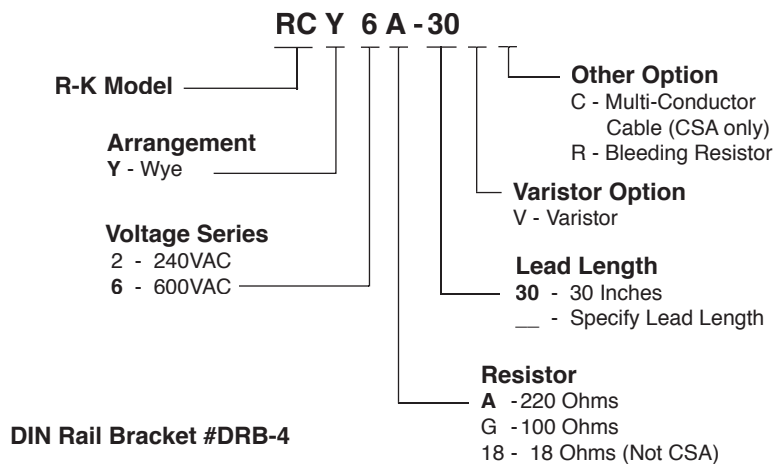 RC Y 6 A - 30
R-K Model
Arrangement
Y - Wye
Voltage Series
2 - 240VAC
6 - 600VAC
Other Option
C - Multi-Conductor
Cable (CSA only)
R - Bleeding Resistor
Varistor Option
V - Varistor
Lead Length
30 - 30 Inches
__ - Specify Lead Length
Resistor
A -220 Ohms
G -100 Ohms
18 - 18 Ohms (Not CSA)
DIN Rail Bracket #DRB-4